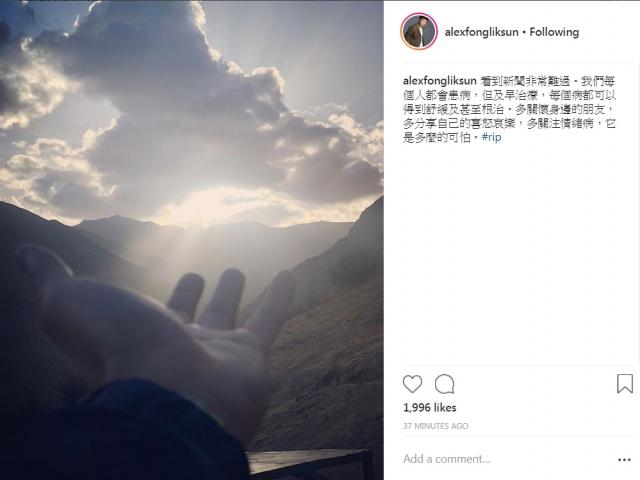 alexfongliksun • Following
alexfongliksun 看到新聞非常難過。我們每
個人都會患病，但及早治療，每個病都可以
得到舒緩及甚至根治。多關懷身邊的朋友，
多分享自己的喜怒哀樂，多關注情緒病，它
是多麼的可怕。#rip
1,996 likes
37 MINUTES AGO
Add a comment...